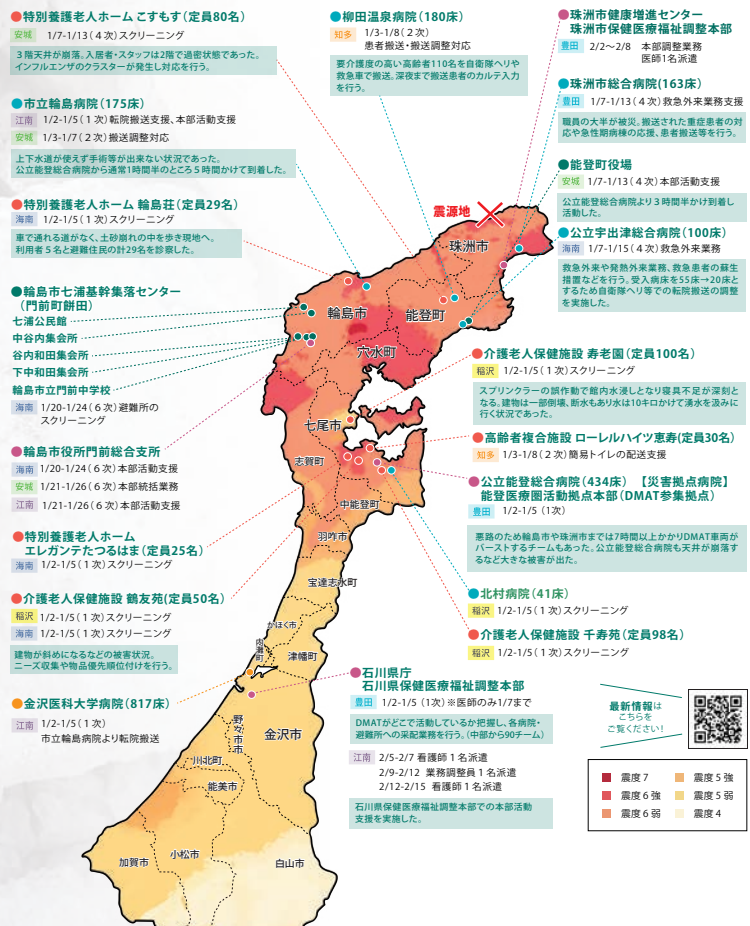 特別養護老人ホーム こすもす（定員80名）
安城 1/7-1/13（4次）スクリーニング
3階天井が崩落。入居者・スタッフは2階で過密状態であった。
インフルエンザのクラスターが発生し対応を行う。
市立輪島病院（175床）
江南 1/2-1/5（1次）転院搬送支援、本部活動支援
安城 1/3-1/7（2次）搬送調整対応
上下水道が使えず手術等が出来ない状況であった。
公立能登総合病院から通常1時間半のところ5時間かけて到着した。
特別養護老人ホーム 輪島荘（定員29名）
海南 1/2-1/5（1次）スクリーニング
車で通れる道がなく、土砂崩れの中を歩き現地へ。
利用者5名と避難住民の計29名を診察した。
輪島市七浦基幹集落センター
（門前町餅田）
七浦公民館
中谷内集会所
谷内和田集会所
下中和田集会所
輪島市立門前中学校
海南 1/20-1/24（6次）避難所の
スクリーニング
輪島市役所門前総合支所
海南 1/20-1/24（6次）本部活動支援
安城 1/21-1/26（6次）本部統括業務
江南 1/21-1/26（6次）本部活動支援
特別養護老人ホーム
エレガンテたつるはま（定員25名）
海南 1/2-1/5（1次）スクリーニング
介護老人保健施設 鶴友苑(定員50名)
稲沢 1/2-1/5（1次）スクリーニング
海南 1/2-1/5（1次）スクリーニング
建物が斜めになるなどの被害状況。
ニーズ収集や物品優先順位付けを行う。
金沢医科大学病院（817床）
江南 1/2-1/5（1次）
市立輪島病院より転院搬送
柳田温泉病院（180床）
知多 1/3-1/8（2次）
患者搬送・搬送調整対応
要介護度の高い高齢者110名を自衛隊ヘリや
救急車で搬送。深夜まで搬送患者のカルテ入力
を行う。
珠洲市健康増進センター
珠洲市保健医療福祉調整本部
豊田 2/2〜2/8 本部調整業務
医師1名派遣
珠洲市総合病院(163床)
豊田 1/7-1/13（4次）救急外来業務支援
職員の大半が被災。搬送された重症患者の対
応や急性期病棟の応援、患者搬送等を行う。
能登町役場
安城 1/7-1/13（4次）本部活動支援
公立能登総合病院より3時間半かけ到着し
活動した。
公立宇出津総合病院（100床）
海南 1/7-1/15（4次）救急外来業務
救急外来や発熱外来業務、救急患者の蘇生
措置などを行う。受入病床を55床→20床と
するため自衛隊ヘリ等での転院搬送の調整
を実施した。
介護老人保健施設 寿老園（定員100名）
稲沢 1/2-1/5（1次）スクリーニング
スプリンクラーの誤作動で館内水浸しとなり寝具不足が深刻と
なる。建物は一部倒壊、断水もあり水は10キロかけて湧水を汲みに
行く状況であった。
高齢者複合施設 ローレルハイツ恵寿(定員30名)
知多 1/3-1/8（2次）簡易トイレの配送支援
公立能登総合病院（434床）【災害拠点病院】
能登医療圏活動拠点本部（DMAT参集拠点）
豊田 1/2-1/5 (1次)
悪路のため輪島市や珠洲市までは7時間以上かかりDMAT車両が
バーストするチームもあった。公立能登総合病院も天井が崩落す
るなど大きな被害が出た。
北村病院（41床）
稲沢 1/2-1/5（1次）スクリーニング
介護老人保健施設 千寿苑（定員98名）
稲沢 1/2-1/5（1次）スクリーニング
石川県庁
石川県保健医療福祉調整本部
豊田 1/2-1/5 (1次) ※医師のみ1/7まで
DMATがどこで活動しているか把握し、各病院・
避難所への采配業務を行う。（中部から90チーム）
江南 2/5-2/7 看護師1名派遣
2/9-2/12 業務調整員1名派遣
2/12-2/15 看護師1名派遣
石川県保健医療福祉調整本部での本部活動
支援を実施した。
最新情報は
こちらを
ご覧ください！
震度7
震度5強
震度6強
震度5弱
震度6弱
震度4
震源地
珠洲市
輪島市
能登町
穴水町
七尾市
志賀町
中能登町
羽咋市
宝達志水町
かほく市
内灘町
津幡町
金沢市
野々市市
川北町
能美市
小松市
加賀市
白山市